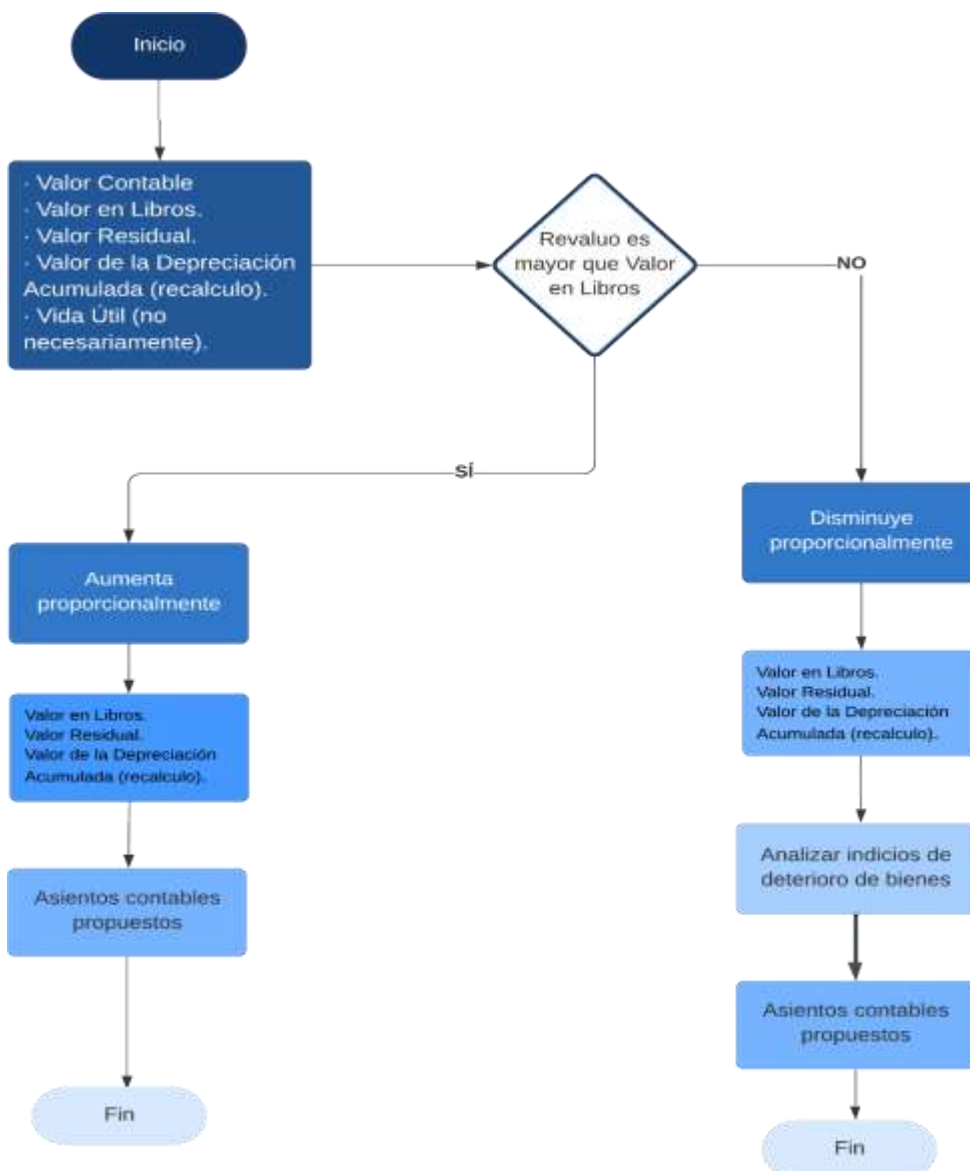 Inicio
· Valor Contable
· Valor en Libros.
· Valor Residual.
· Valor de la Depreciación
Acumulada (recalculo).
· Vida Útil (no
necesariamente).
Revaluo es
mayor que Valor
en Libros
NO
SÍ
Aumenta
proporcionalmente
Valor en Libros.
Valor Residual.
Valor de la Depreciación
Acumulada (recalculo).
Asientos contables
propuestos
Fin
Disminuye
proporcionalmente
Valor en Libros.
Valor Residual.
Valor de la Depreciación
Acumulada (recalculo).
Analizar indicios de
deterioro de bienes
Asientos contables
propuestos
Fin